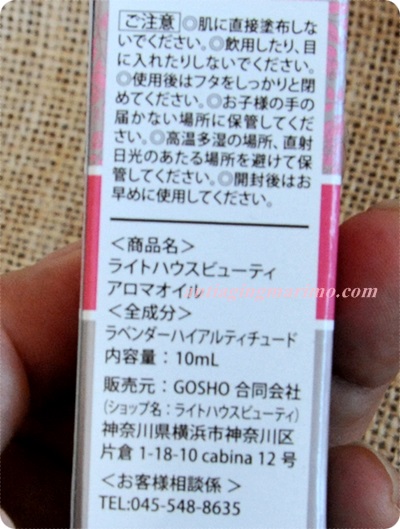 ご注意 ◎肌に直接塗布しな
いでください。◎飲用したり、目
に入れたりしないでください。
◎使用後はフタをしっかりと閉
めてください。◎お子様の手の
届かない場所に保管してくだ
さい。◎高温多湿の場所、直射
日光のあたる場所を避けて保
管してください。◎開封後はお
早めに使用してください。
＜商品名＞
ライトハウスビューティ
アロマオイル
＜全成分＞
ラベンダーハイアルティチュード
内容量：10mL
販売元：GOSHO 合同会社
（ショップ名：ライトハウスビューティ）
神奈川県横浜市神奈川区
片倉 1-18-10 cabina 12 号
＜お客様相談係＞
TEL:045-548-8635